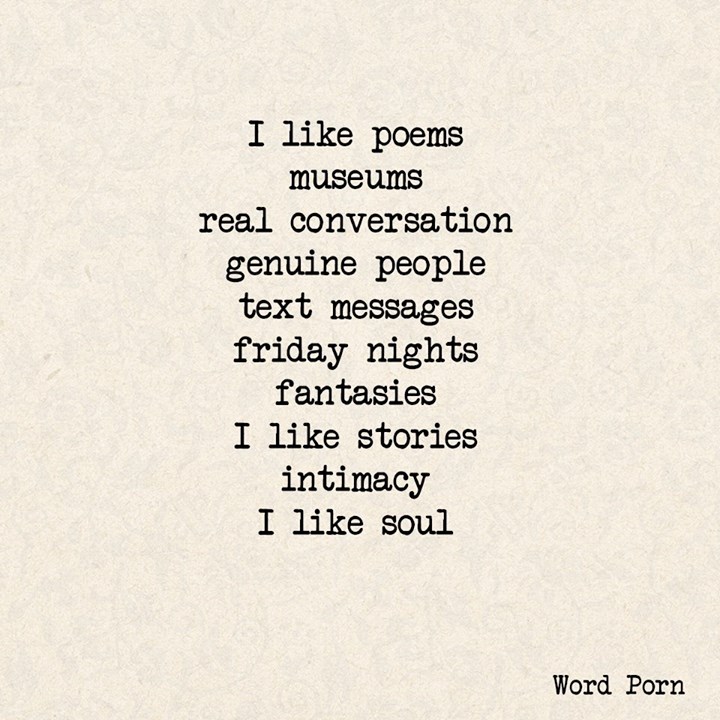 I like poems
museums
real conversation
genuine people
text messages
friday nights
fantasies
I like stories
intimacy
I like soul
Word Porn